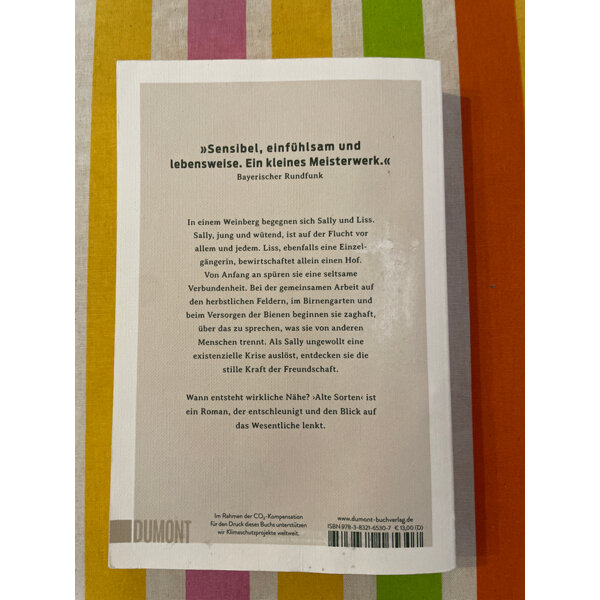 »Sensibel, einfühlsam und
lebensweise. Ein kleines Meisterwerk.«
Bayerischer Rundfunk
In einem Weinberg begegnen sich Sally und Liss.
Sally, jung und wütend, ist auf der Flucht vor
allem und jedem. Liss, ebenfalls eine Einzel-
gängerin, bewirtschaftet allein einen Hof.
Von Anfang an spüren sie eine seltsame
Verbundenheit. Bei der gemeinsamen Arbeit auf
den herbstlichen Feldern, im Birnengarten und
beim Versorgen der Bienen beginnen sie zaghaft,
über das zu sprechen, was sie von anderen
Menschen trennt. Als Sally ungewollt eine
existenzielle Krise auslöst, entdecken sie die
stille Kraft der Freundschaft.
Wann entsteht wirkliche Nähe? ›Alte Sorten‹ ist
ein Roman, der entschleunigt und den Blick auf
das Wesentliche lenkt.
Im Rahmen der CO₂-Kompensation
für den Druck dieses Buchs unterstützen
wir Klimaschutzprojekte weltweit.
www.dumont-buchverlag.de
ISBN 978-3-8321-6530-7 € 13,00 (D)
DUMONT